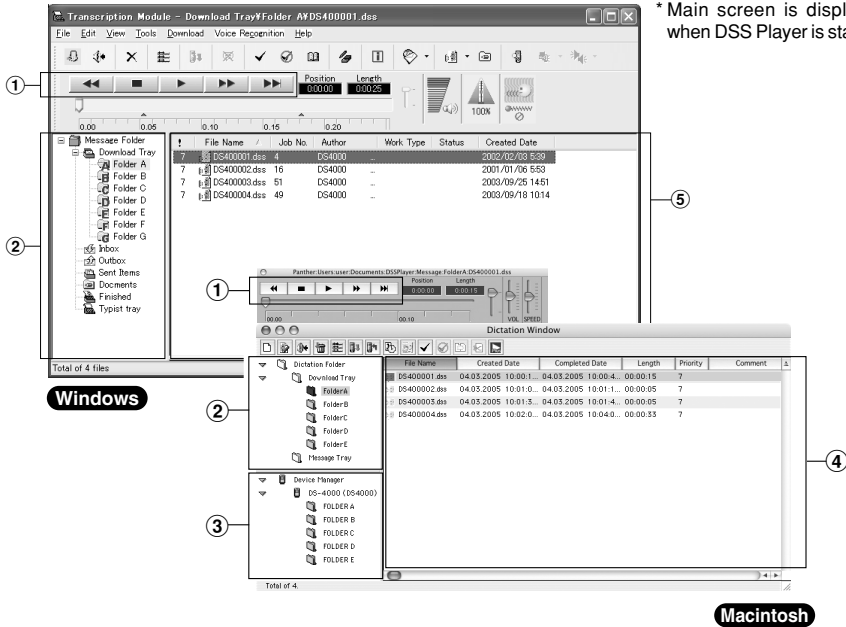 * Main screen is displ
when DSS Player is sta
Transcription Module - Download Tray¥Folder A¥DS400001.dss
File Edit View Tools Download Voice Recognition Help
1
Position Length
0:00:00 0:00:25
100%
0.00 0.05 0.10 0.15 0.20
2
Message Folder
Download Tray
Folder A
Folder B
Folder C
Folder D
Folder E
Folder F
Folder G
Inbox
Outbox
Sent Items
Docments
Finished
Typist tray
! File Name / Job No. Author Work Type Status Created Date
7 DS400001.dss 4 DS4000 ... 2002/02/03 5:39
7 DS400002.dss 16 DS4000 ... 2001/01/06 5:53
7 DS400003.dss 51 DS4000 ... 2003/09/25 14:51
7 DS400004.dss 49 DS4000 ... 2003/09/18 10:14
5
Total of 4 files
Windows
Panther:Users:user:Documents:DSSPlayer:Message:FolderA:DS400001.dss
1
Position Length
0:00:00 0:00:15
00:00 00:10
VOL SPEED
Dictation Window
2
Dictation Folder
Download Tray
FolderA
FolderB
FolderC
FolderD
FolderE
Message Tray
3
Device Manager
DS-4000 (DS4000)
FOLDER A
FOLDER B
FOLDER C
FOLDER D
FOLDER E
File Name Created Date Completed Date Length Priority Comment
DS400001.dss 04.03.2005 10:00:1... 04.03.2005 10:00:4... 00:00:15 7
DS400002.dss 04.03.2005 10:01:0... 04.03.2005 10:01:1... 00:00:05 7
DS400003.dss 04.03.2005 10:01:3... 04.03.2005 10:01:4... 00:00:05 7
DS400004.dss 04.03.2005 10:02:0... 04.03.2005 10:04:0... 00:00:33 7
4
Total of 4.
Macintosh